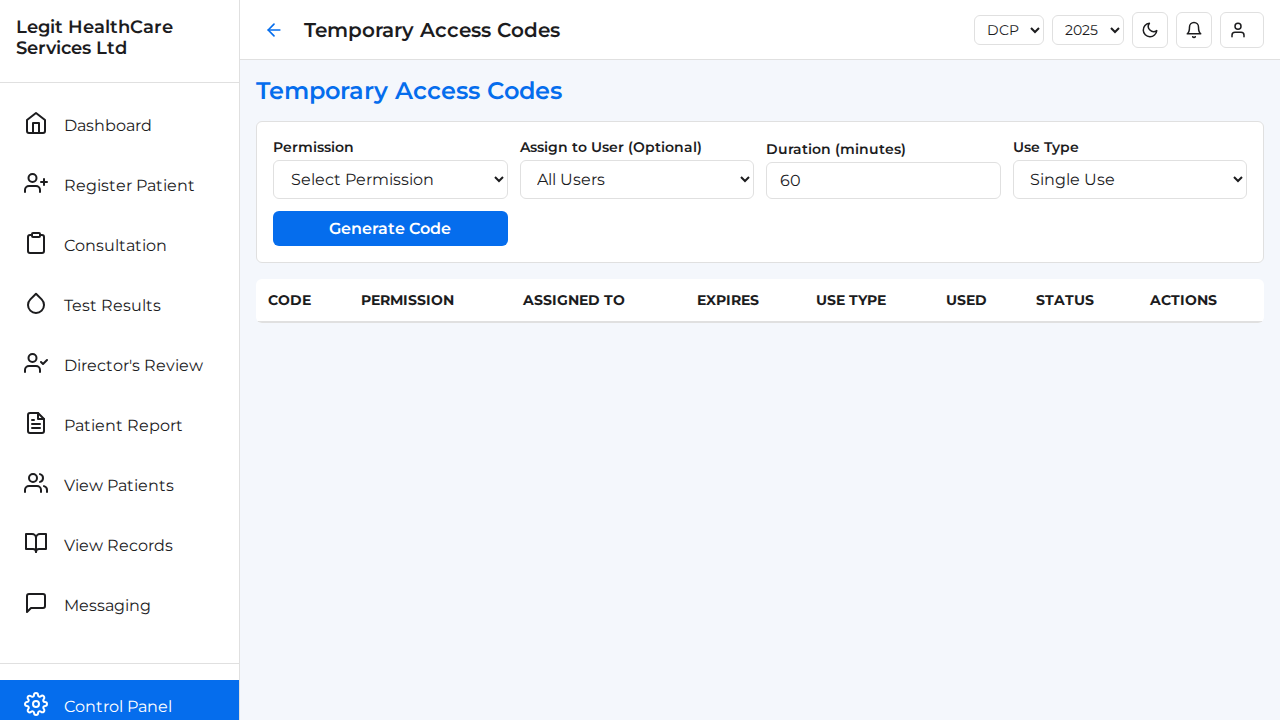 Legit HealthCare
Services Ltd
Temporary Access Codes
DCP
2025
Dashboard
Register Patient
Consultation
Test Results
Director's Review
Patient Report
View Patients
View Records
Messaging
Control Panel
Temporary Access Codes
Permission
Assign to User (Optional)
Duration (minutes)
Use Type
Select Permission
All Users
60
Single Use
Generate Code
CODE PERMISSION ASSIGNED TO EXPIRES USE TYPE USED STATUS ACTIONS